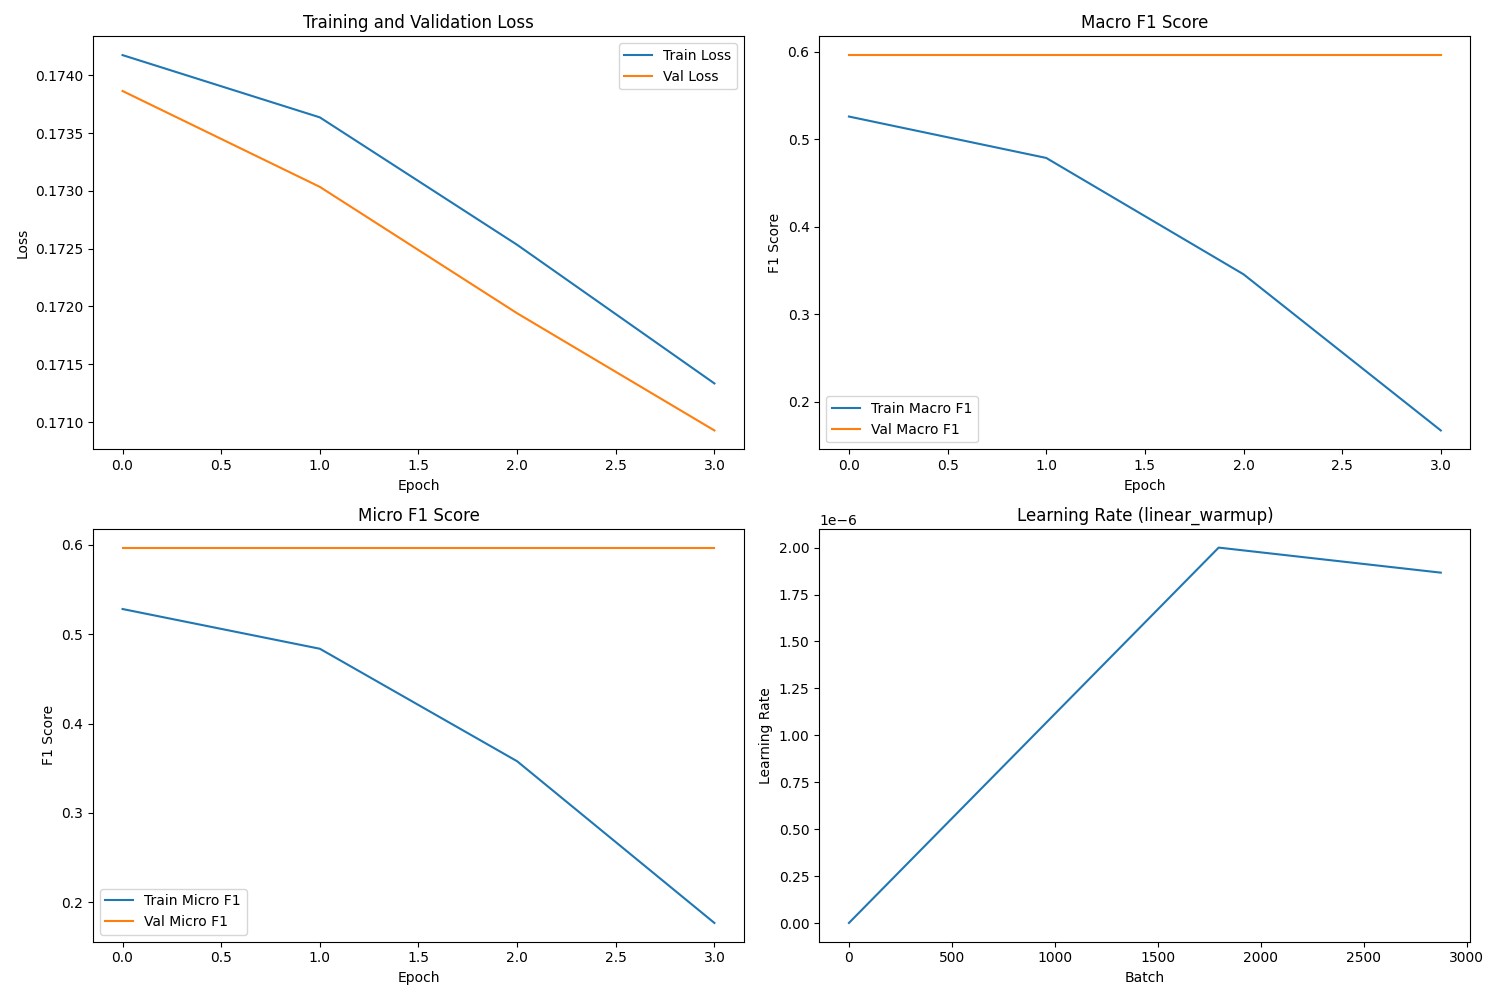 Training and Validation Loss
Train Loss
Val Loss
0.1740
0.1735
0.1730
0.1725
0.1720
0.1715
0.1710
Loss
0.0 0.5 1.0 1.5 2.0 2.5 3.0
Epoch
Macro F1 Score
0.6
0.5
0.4
0.3
0.2
F1 Score
Train Macro F1
Val Macro F1
0.0 0.5 1.0 1.5 2.0 2.5 3.0
Epoch
Micro F1 Score
0.6
0.5
0.4
0.3
0.2
F1 Score
Train Micro F1
Val Micro F1
0.0 0.5 1.0 1.5 2.0 2.5 3.0
Epoch
Learning Rate (linear_warmup)
1e−6
2.00
1.75
1.50
1.25
1.00
0.75
0.50
0.25
0.00
Learning Rate
0 500 1000 1500 2000 2500 3000
Batch